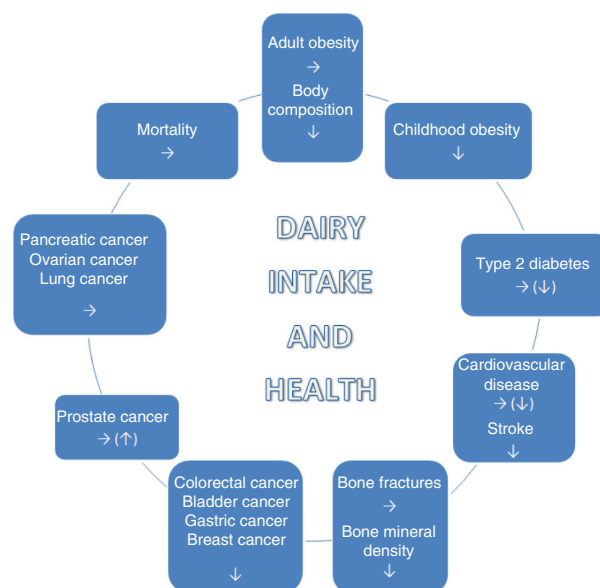 Adult obesity
→
Body
composition
↓
Childhood obesity
↓
Type 2 diabetes
→ (↓)
Cardiovascular
disease
→ (↓)
Stroke
↓
Bone fractures
→
Bone mineral
density
↓
Colorectal cancer
Bladder cancer
Gastric cancer
Breast cancer
↓
Prostate cancer
→ (↑)
Pancreatic cancer
Ovarian cancer
Lung cancer
→
Mortality
→
DAIRY
INTAKE
AND
HEALTH